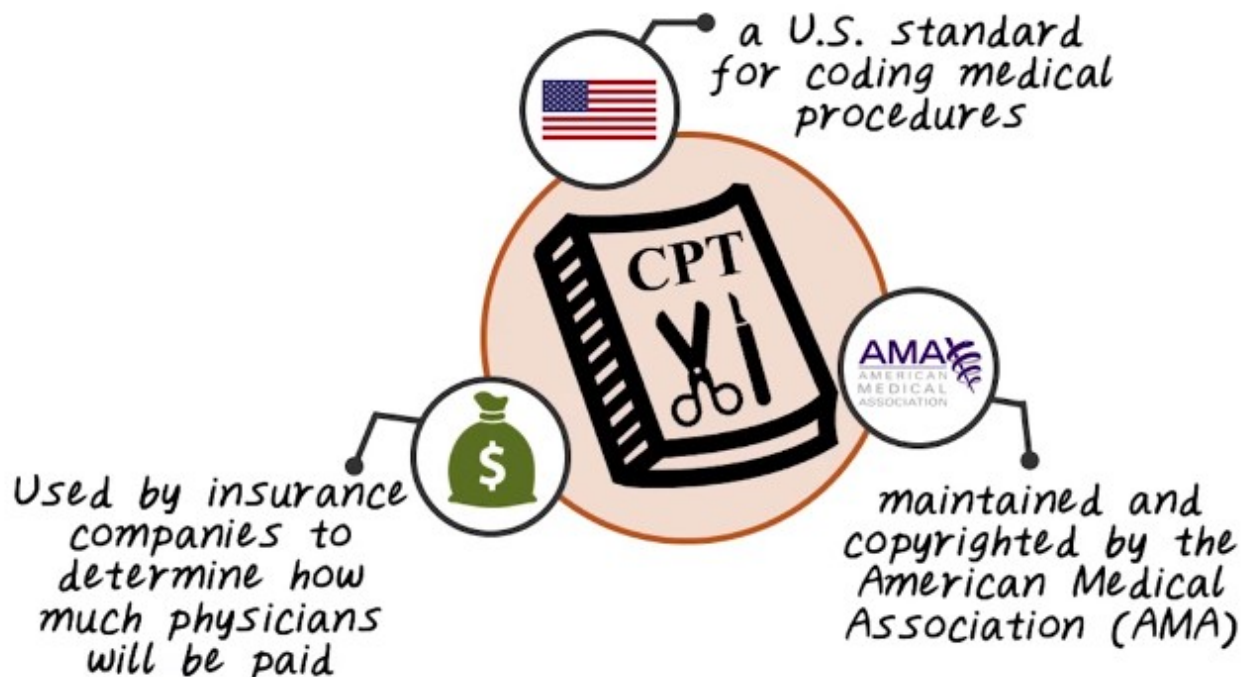 a U.S. standard
for coding medical
procedures
CPT
AMA
AMERICAN
MEDICAL
ASSOCIATION
$
Used by insurance
companies to
determine how
much physicians
will be paid
maintained and
copyrighted by the
American Medical
Association (AMA)